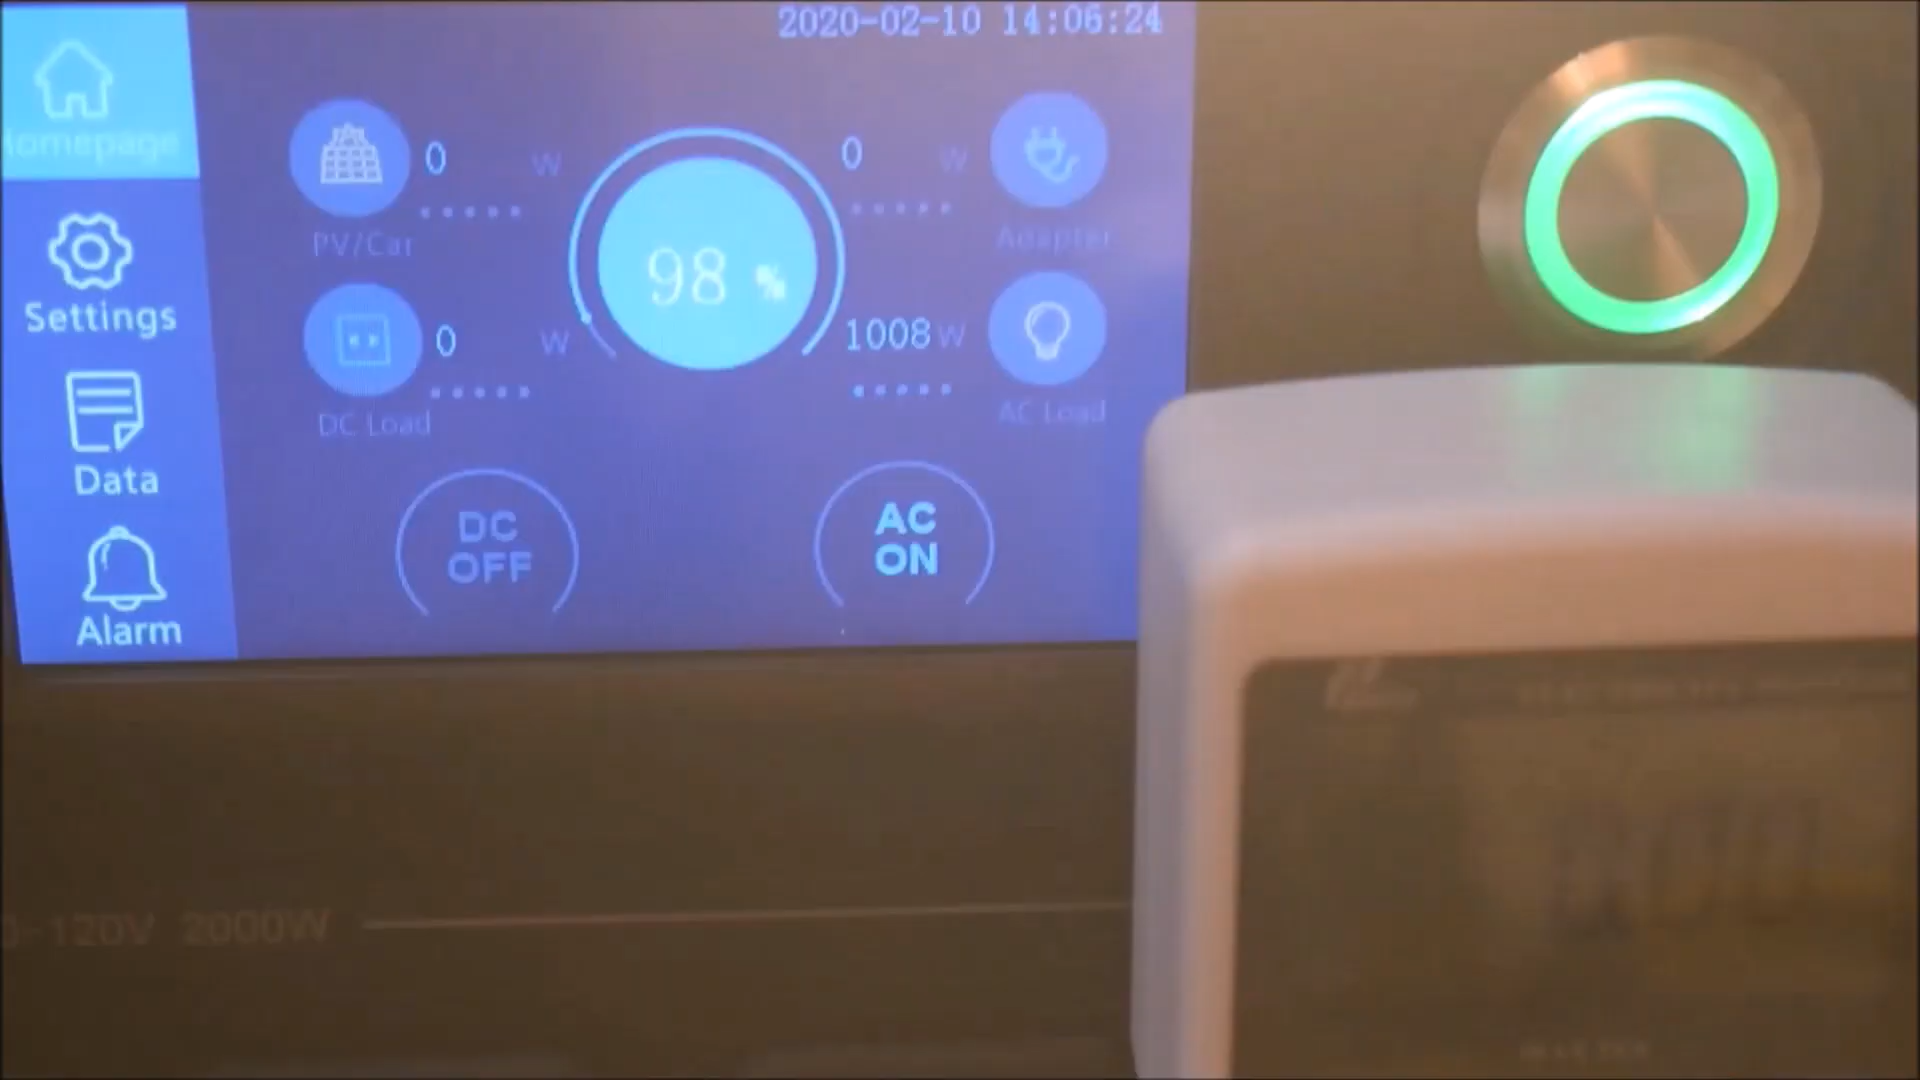 2020-02-10 14:06:24
Homepage
0 W
0 W
PV/Car
Adapter
98 %
Settings
0 W
1008 W
DC Load
AC Load
Data
DC
OFF
AC
ON
Alarm
0-120V 2000W